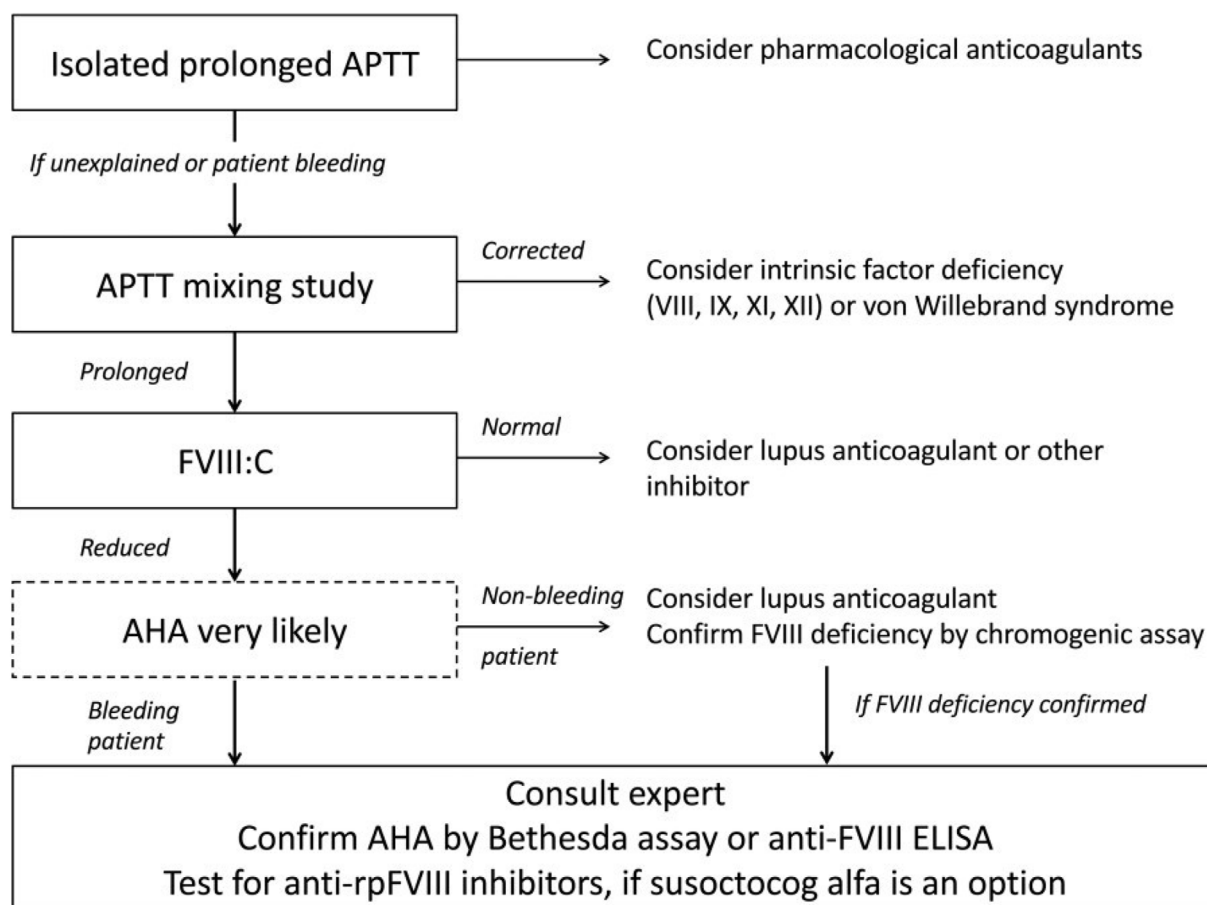 Isolated prolonged APTT
Consider pharmacological anticoagulants
If unexplained or patient bleeding
APTT mixing study
Corrected
Consider intrinsic factor deficiency
(VIII, IX, XI, XII) or von Willebrand syndrome
Prolonged
FVIII:C
Normal
Consider lupus anticoagulant or other
inhibitor
Reduced
AHA very likely
Non-bleeding
patient
Consider lupus anticoagulant
Confirm FVIII deficiency by chromogenic assay
Bleeding
patient
If FVIII deficiency confirmed
Consult expert
Confirm AHA by Bethesda assay or anti-FVIII ELISA
Test for anti-rpFVIII inhibitors, if susoctocog alfa is an option